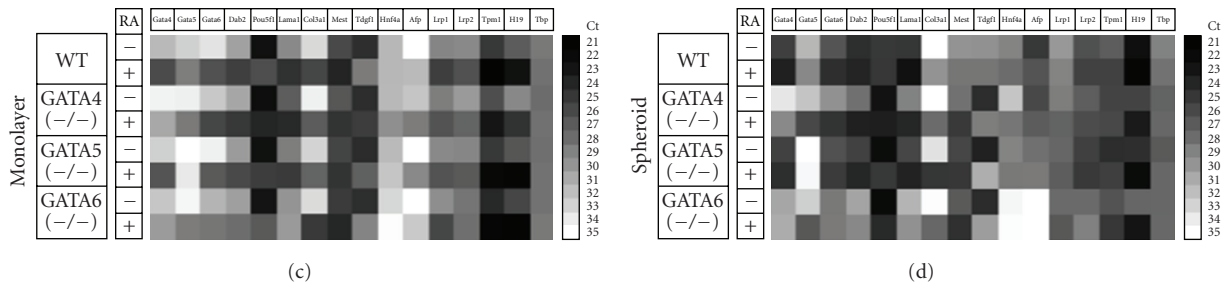 Monolayer
RA
Gata4 Gata5 Gata6 Dab2 Pou5f1 Lama1 Col3a1 Mest Tdgf1 Hnf4a Afp Lrp1 Lrp2 Tpm1 H19 Tbp
WT
−
+
GATA4
(−/−)
−
+
GATA5
(−/−)
−
+
GATA6
(−/−)
−
+
Ct
21
22
23
24
25
26
27
28
29
30
31
32
33
34
35
(c)
Spheroid
RA
Gata4 Gata5 Gata6 Dab2 Pou5f1 Lama1 Col3a1 Mest Tdgf1 Hnf4a Afp Lrp1 Lrp2 Tpm1 H19 Tbp
WT
−
+
GATA4
(−/−)
−
+
GATA5
(−/−)
−
+
GATA6
(−/−)
−
+
Ct
21
22
23
24
25
26
27
28
29
30
31
32
33
34
35
(d)